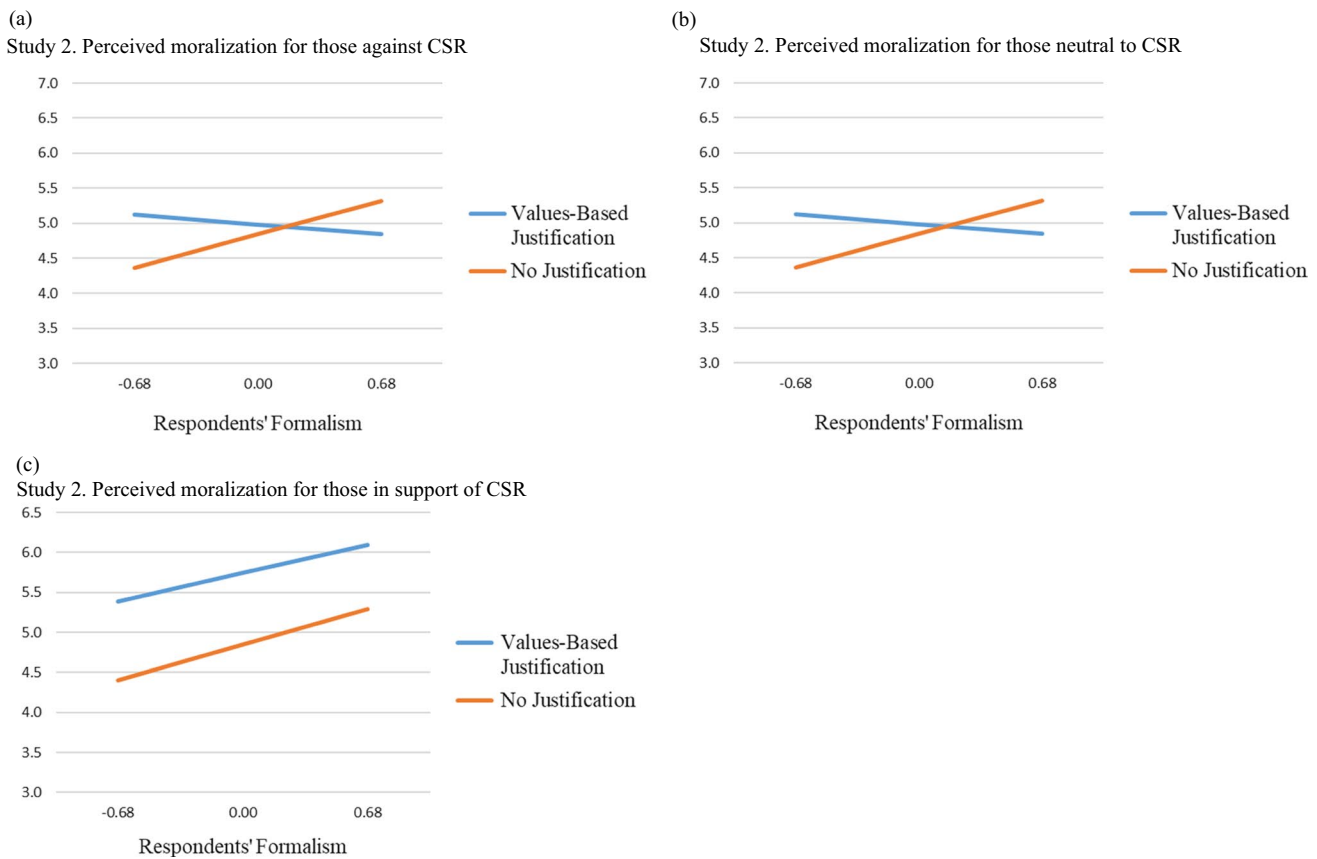 (a)
Study 2. Perceived moralization for those against CSR
7.0
6.5
6.0
5.5
5.0
4.5
4.0
3.5
3.0
-0.68 0.00 0.68
Respondents' Formalism
Values-Based
Justification
No Justification
(b)
Study 2. Perceived moralization for those neutral to CSR
7.0
6.5
6.0
5.5
5.0
4.5
4.0
3.5
3.0
-0.68 0.00 0.68
Respondents' Formalism
Values-Based
Justification
No Justification
(c)
Study 2. Perceived moralization for those in support of CSR
6.5
6.0
5.5
5.0
4.5
4.0
3.5
3.0
-0.68 0.00 0.68
Respondents' Formalism
Values-Based
Justification
No Justification